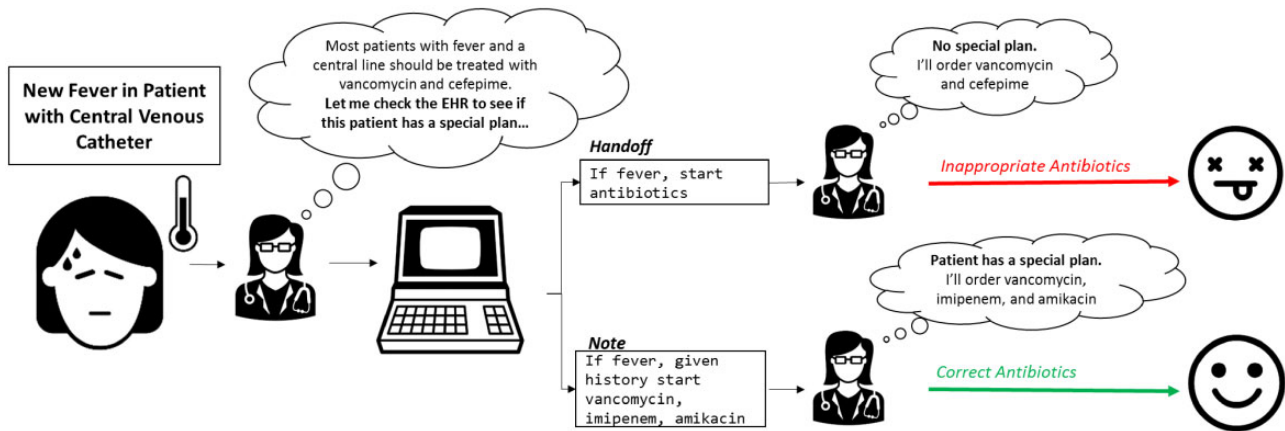 New Fever in Patient
with Central Venous
Catheter
Most patients with fever and a
central line should be treated with
vancomycin and cefepime.
Let me check the EHR to see if
this patient has a special plan…
Handoff
If fever, start
antibiotics
No special plan.
I'll order vancomycin
and cefepime
Inappropriate Antibiotics
Note
If fever, given
history start
vancomycin,
imipenem, amikacin
Patient has a special plan.
I'll order vancomycin,
imipenem, and amikacin
Correct Antibiotics